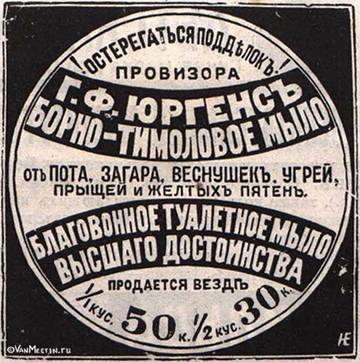 ! ОСТЕРЕГАТЬСЯ ПОДДѢЛОКЪ !
ПРОВИЗОРА
Г. Ф. ЮРГЕНСЪ
БОРНО-ТИМОЛОВОЕ МЫЛО
отъ ПОТА, ЗАГАРА, ВЕСНУШЕКЪ, УГРЕЙ,
ПРЫЩЕЙ и ЖЕЛТЫХЪ ПЯТЕНЪ.
БЛАГОВОННОЕ ТУАЛЕТНОЕ МЫЛО
ВЫСШАГО ДОСТОИНСТВА
ПРОДАЕТСЯ ВЕЗДѢ
1/1 КУС. 50 к. 1/2 КУС. 30 к.
©VanMeetin.ru